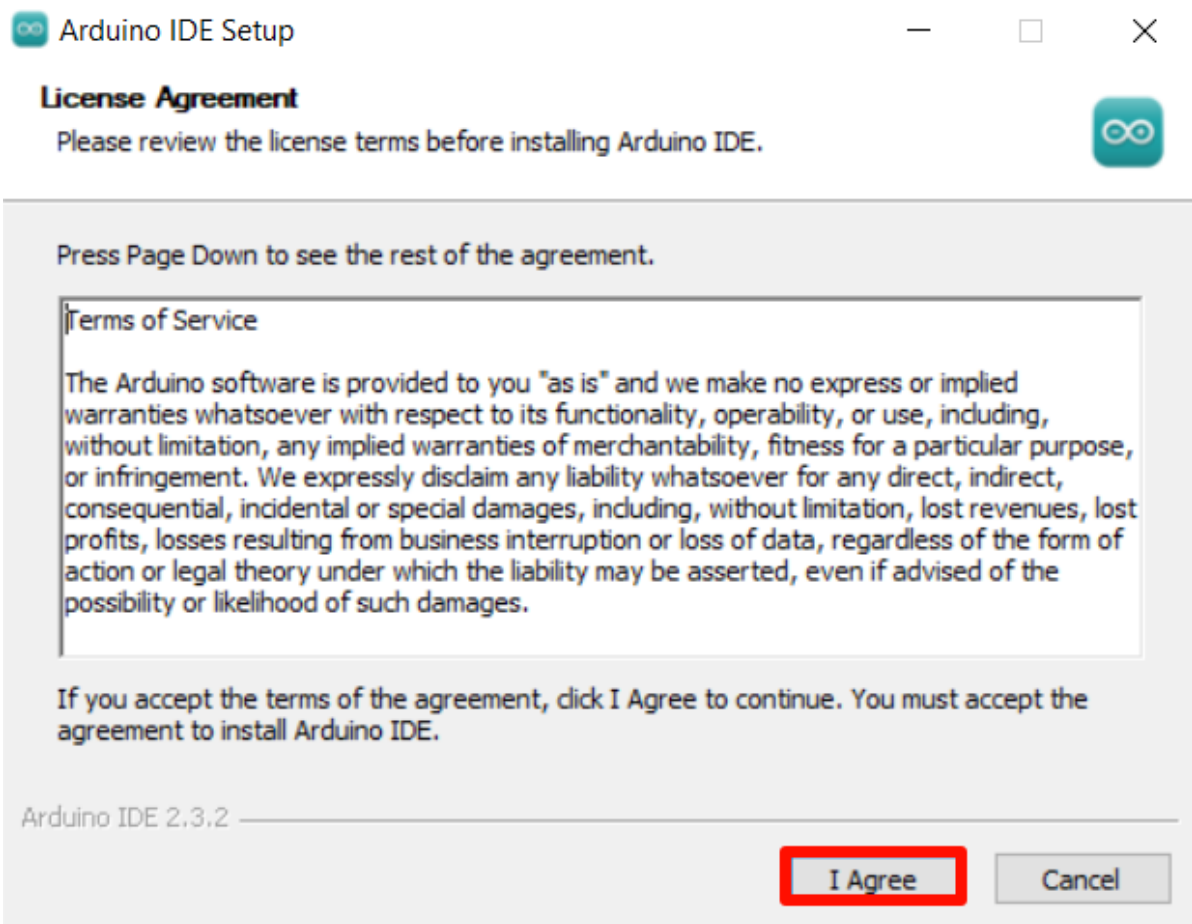 Arduino IDE Setup
License Agreement
Please review the license terms before installing Arduino IDE.
Press Page Down to see the rest of the agreement.
Terms of Service
The Arduino software is provided to you "as is" and we make no express or implied
warranties whatsoever with respect to its functionality, operability, or use, including,
without limitation, any implied warranties of merchantability, fitness for a particular purpose,
or infringement. We expressly disclaim any liability whatsoever for any direct, indirect,
consequential, incidental or special damages, including, without limitation, lost revenues, lost
profits, losses resulting from business interruption or loss of data, regardless of the form of
action or legal theory under which the liability may be asserted, even if advised of the
possibility or likelihood of such damages.
If you accept the terms of the agreement, click I Agree to continue. You must accept the
agreement to install Arduino IDE.
Arduino IDE 2.3.2
I Agree
Cancel